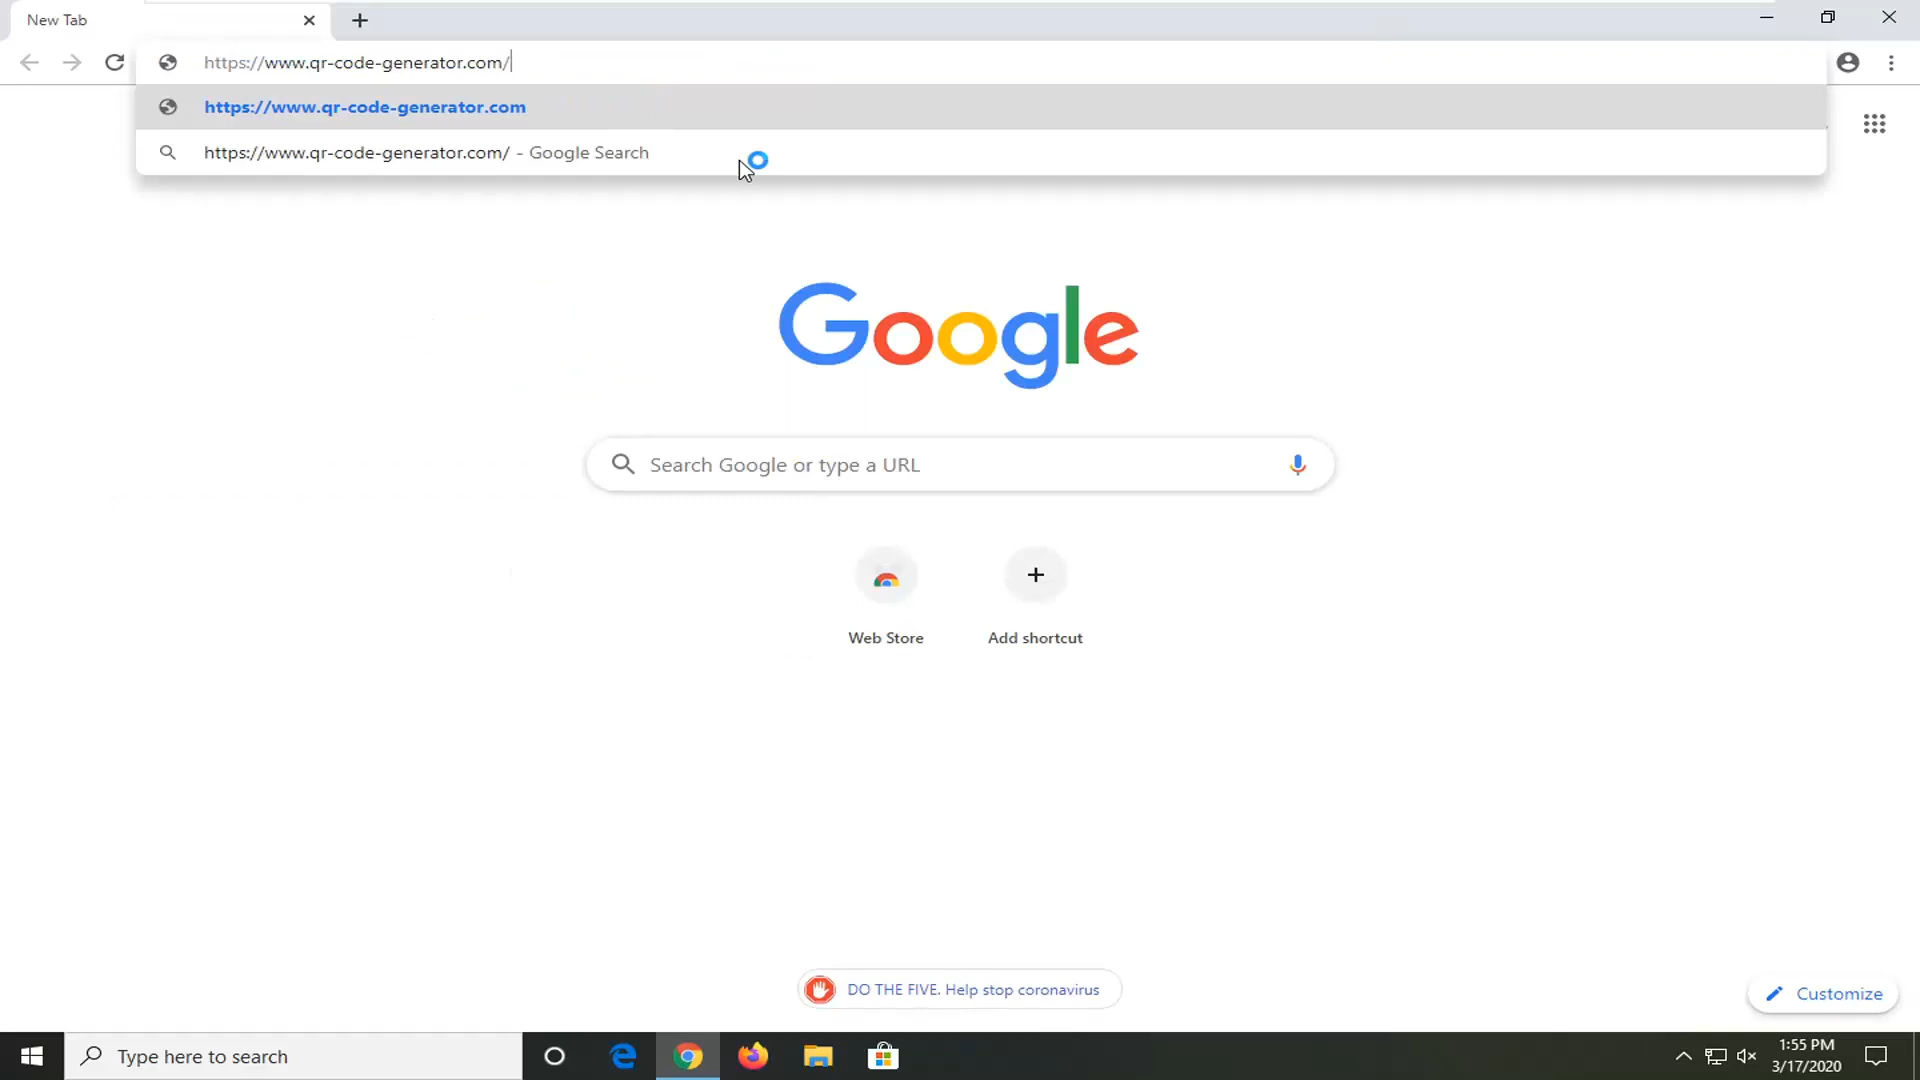 New Tab
https://www.qr-code-generator.com/
https://www.qr-code-generator.com
https://www.qr-code-generator.com/ - Google Search
Google
Search Google or type a URL
Web Store
Add shortcut
DO THE FIVE. Help stop coronavirus
Customize
Type here to search
1:55 PM
3/17/2020